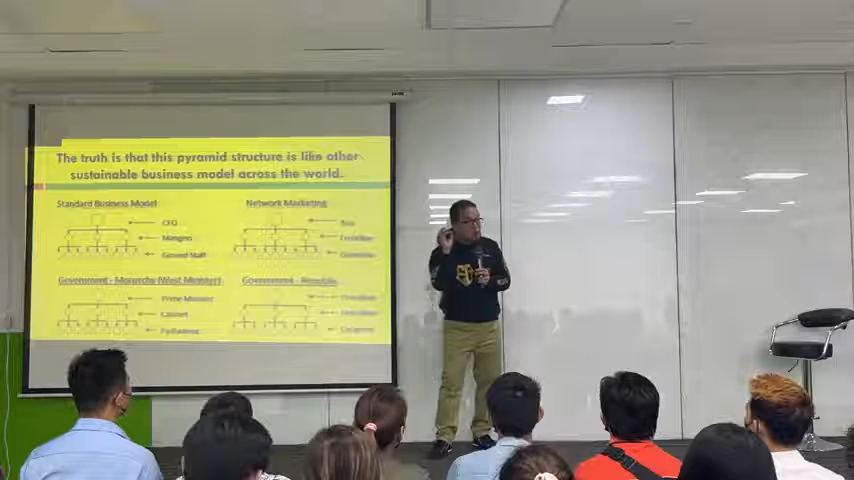 The truth is that this pyramid structure is like other
sustainable business model across the world.
Standard Business Model
Network Marketing
CEO
Managers
Ground Staff
Government - Monarchy (West Minister)
Government - Republic
Prime Minister
Cabinet
Parliament
President
Congress